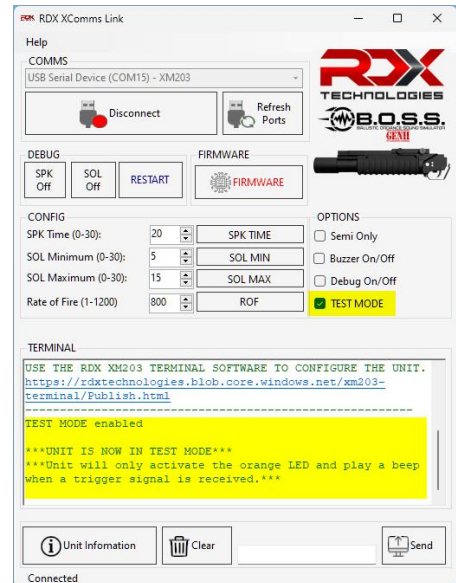 RDX RDX XComms Link
Help
COMMS
USB Serial Device (COM15) - XM203
Disconnect
Refresh
Ports
RDX
TECHNOLOGIES
B.O.S.S.
BALLISTIC ORDNANCE SOUND SIMULATOR
GENII
DEBUG
SPK
Off
SOL
Off
RESTART
FIRMWARE
FIRMWARE
CONFIG
SPK Time (0-30):
20
SPK TIME
SOL Minimum (0-30):
5
SOL MIN
SOL Maximum (0-30):
15
SOL MAX
Rate of Fire (1-1200)
800
ROF
OPTIONS
Semi Only
Buzzer On/Off
Debug On/Off
TEST MODE
TERMINAL
USE THE RDX XM203 TERMINAL SOFTWARE TO CONFIGURE THE UNIT.
https://rdxtechnologies.blob.core.windows.net/xm203-
terminal/Publish.html
------------------------------------------------------
TEST MODE enabled
***UNIT IS NOW IN TEST MODE***
***Unit will only activate the orange LED and play a beep
when a trigger signal is received.***
Unit Infomation
Clear
Send
Connected